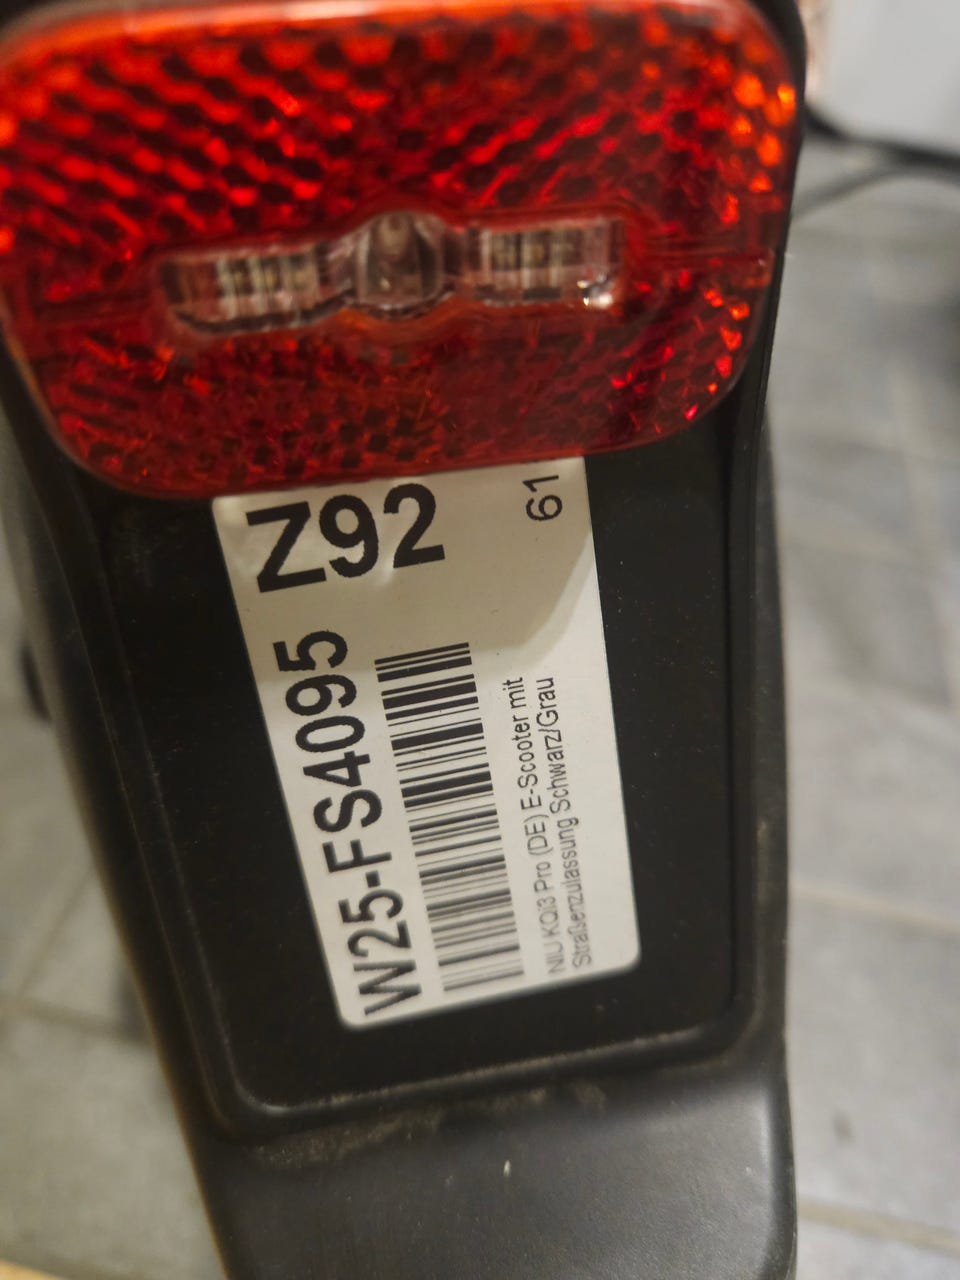 Z92
61
W25-FS4095
NIU KQi3 Pro (DE) E-Scooter mit
Straßenzulassung Schwarz/Grau